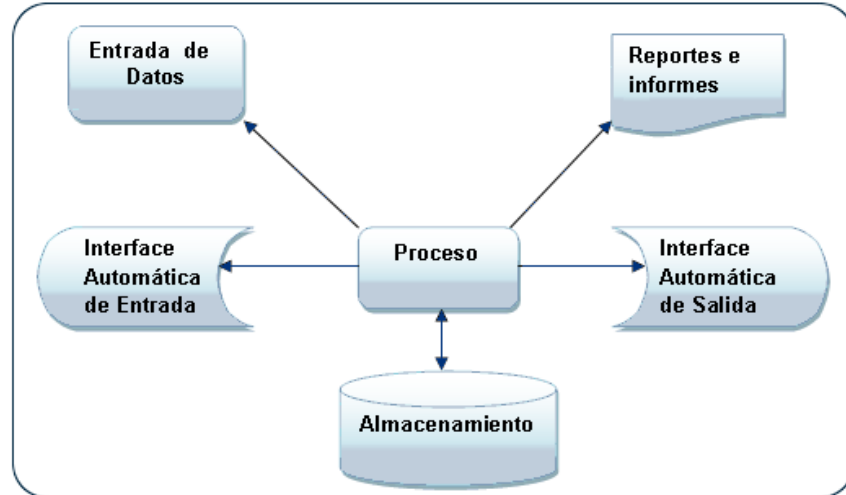 Entrada de
Datos
Reportes e
informes
Interface
Automática
de Entrada
Proceso
Interface
Automática
de Salida
Almacenamiento